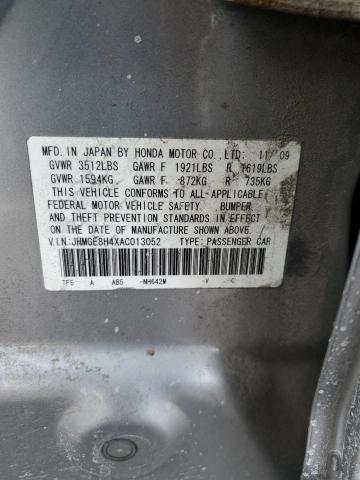 MFD. IN JAPAN BY HONDA MOTOR CO., LTD. 11/09
GVWR 3512LBS GAWR F 1921LBS R 1619LBS
GVWR 1594KG GAWR F 872KG R 735KG
THIS VEHICLE CONFORMS TO ALL APPLICABLE
FEDERAL MOTOR VEHICLE SAFETY, BUMPER,
AND THEFT PREVENTION STANDARDS IN EFFECT
ON THE DATE OF MANUFACTURE SHOWN ABOVE.
V.I.N: JHMGE8H4XAC013052 TYPE: PASSENGER CAR
TF5 A AB5 -NH642M -V -C